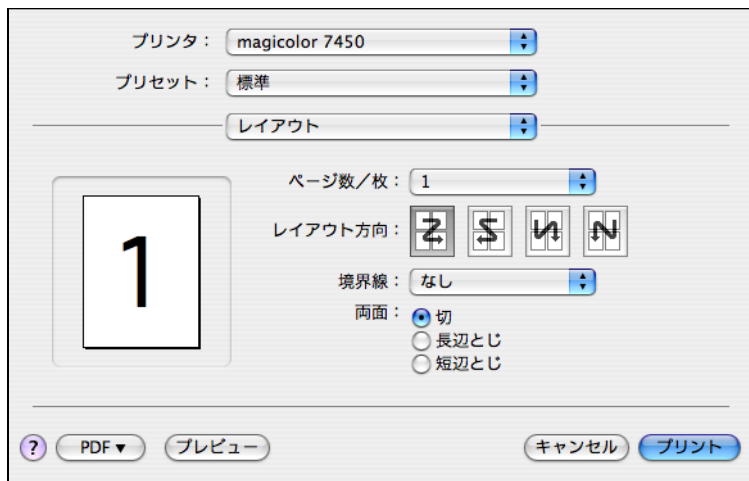 プリンタ： magicolor 7450
プリセット： 標準
レイアウト
ページ数／枚： 1
レイアウト方向：
1
境界線： なし
両面： 切
長辺とじ
短辺とじ
? PDF▼ プレビュー キャンセル プリント